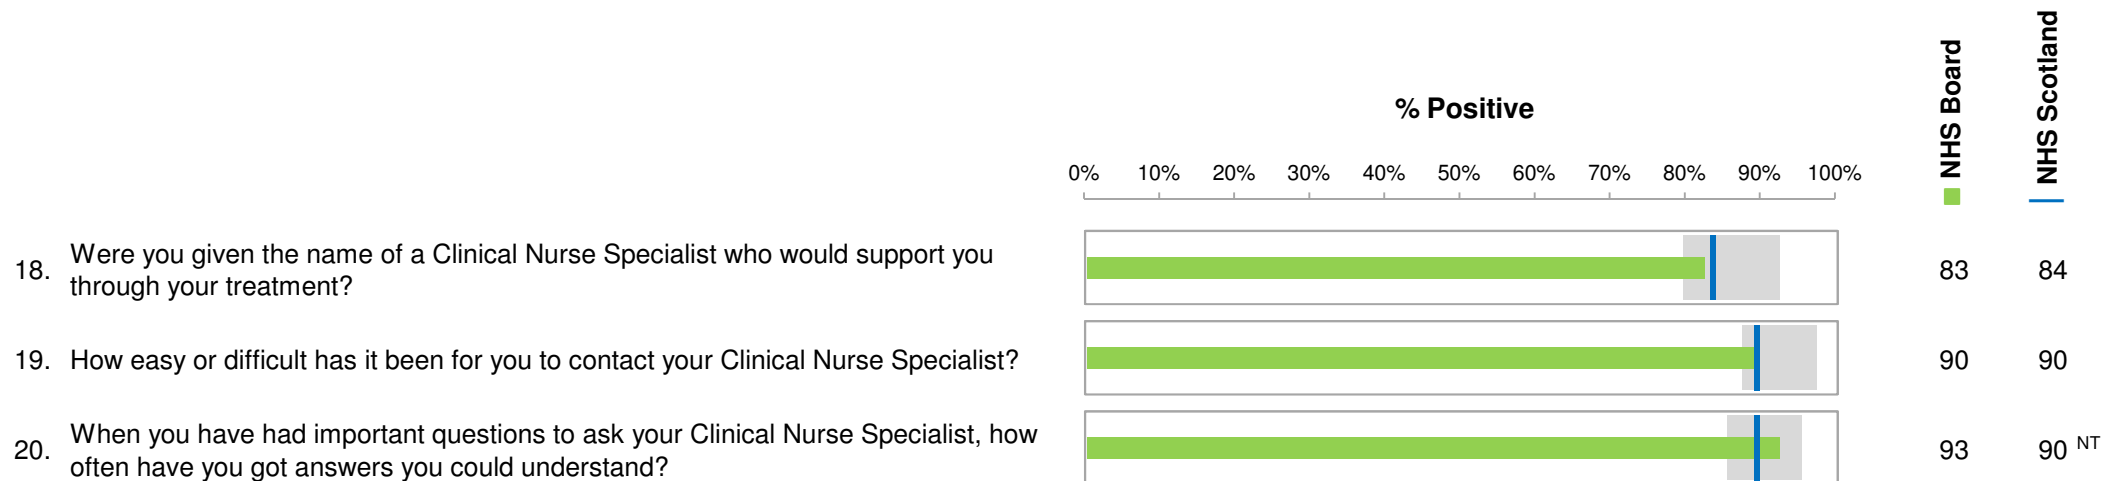 % Positive
NHS Board
NHS Scotland
0% 10% 20% 30% 40% 50% 60% 70% 80% 90% 100%
18. Were you given the name of a Clinical Nurse Specialist who would support you
through your treatment?
83 84
19. How easy or difficult has it been for you to contact your Clinical Nurse Specialist?
90 90
20. When you have had important questions to ask your Clinical Nurse Specialist, how
often have you got answers you could understand?
93 90 NT